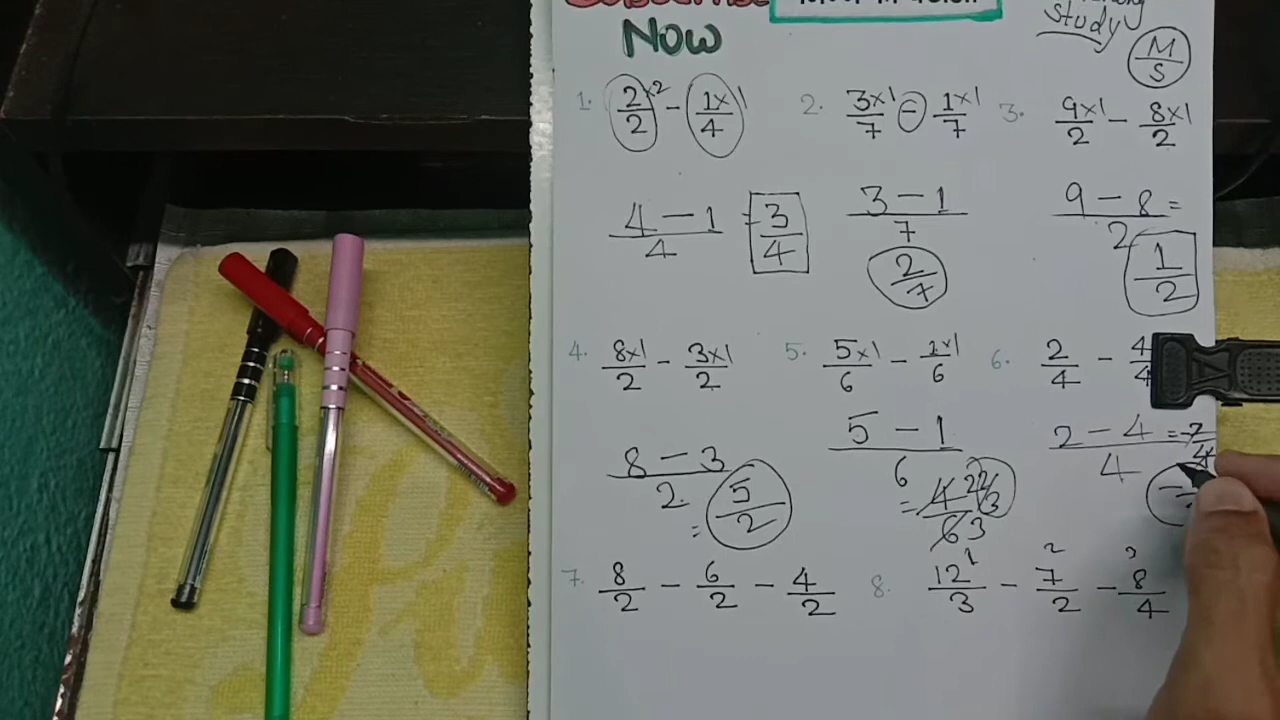 Subscribe
Now
Study
M/S
1. 2/2 ×2 - 1/4 ×1
2. 3×1/7 - 1×1/7
3. 9×1/2 - 8×1/2
4 - 1/4 = 3/4
3 - 1/7
2/7
9 - 8/2 =
1/2
4. 8×1/2 - 3×1/2
5. 5×1/6 - 1×1/6
6. 2/4 - 4/4
8 - 3/2
= 5/2
5 - 1/6
= 4/6 2/3
2 - 4/4 = -2/4
7. 8/2 - 6/2 - 4/2
8. 12/3 - 7/2 - 8/4